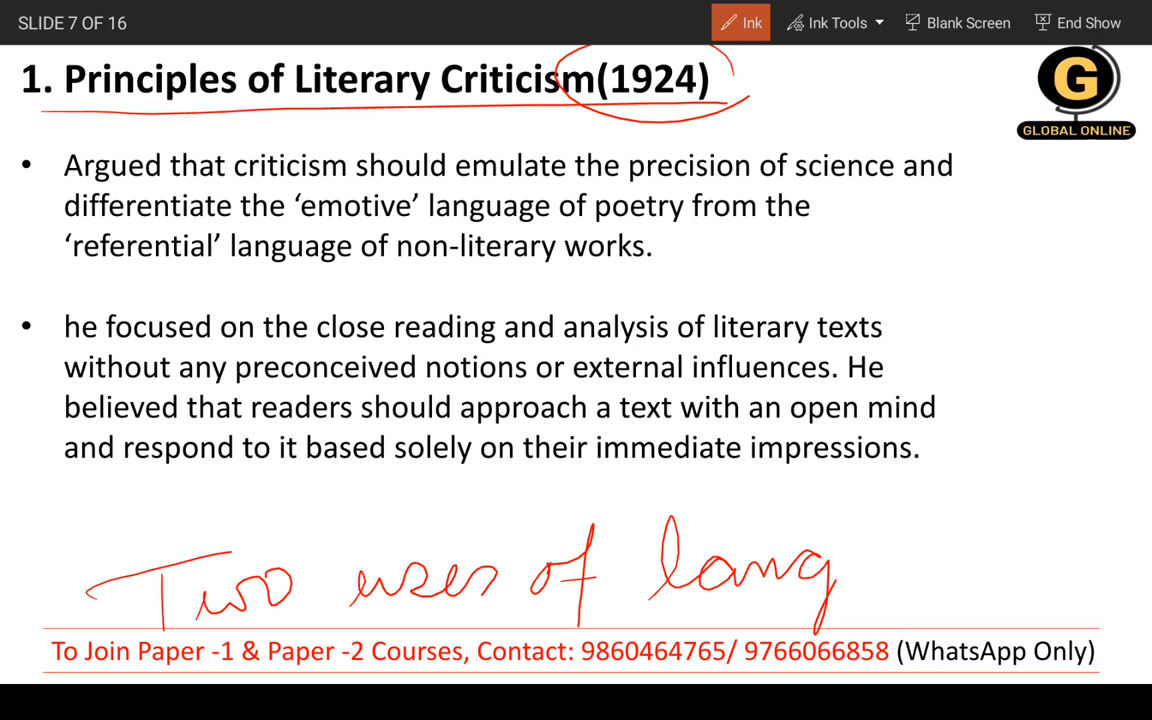 SLIDE 7 OF 16
Ink
Ink Tools
Blank Screen
End Show
1. Principles of Literary Criticism(1924)
G
GLOBAL ONLINE
• Argued that criticism should emulate the precision of science and
differentiate the ‘emotive’ language of poetry from the
‘referential’ language of non-literary works.
• he focused on the close reading and analysis of literary texts
without any preconceived notions or external influences. He
believed that readers should approach a text with an open mind
and respond to it based solely on their immediate impressions.
Two uses of lang
To Join Paper -1 & Paper -2 Courses, Contact: 9860464765/ 9766066858 (WhatsApp Only)